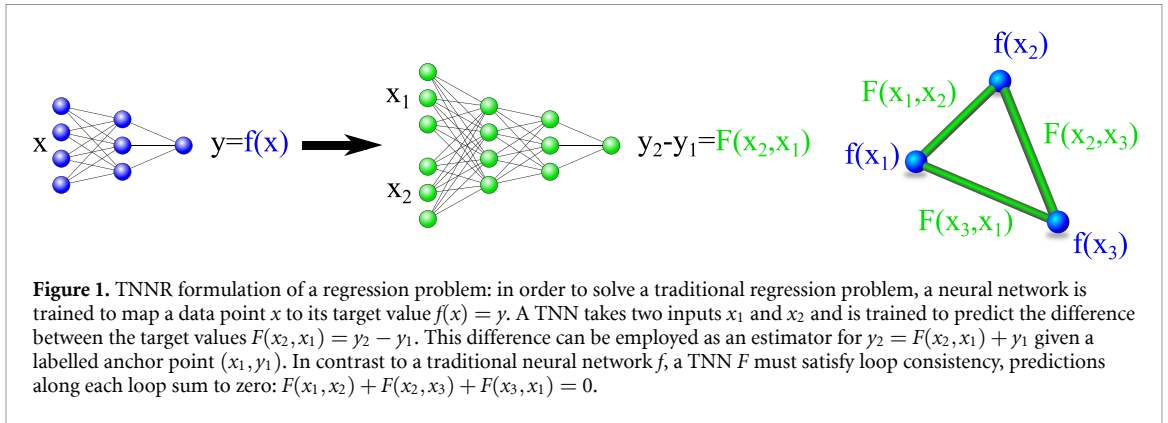 f(x₂)
x₁
F(x₁,x₂)
x
y=f(x)
y₂-y₁=F(x₂,x₁)
F(x₂,x₃)
f(x₁)
x₂
F(x₃,x₁)
f(x₃)
Figure 1. TNNR formulation of a regression problem: in order to solve a traditional regression problem, a neural network is
trained to map a data point x to its target value f(x) = y. A TNN takes two inputs x₁ and x₂ and is trained to predict the difference
between the target values F(x₂,x₁) = y₂ − y₁. This difference can be employed as an estimator for y₂ = F(x₂,x₁) + y₁ given a
labelled anchor point (x₁,y₁). In contrast to a traditional neural network f, a TNN F must satisfy loop consistency, predictions
along each loop sum to zero: F(x₁,x₂) + F(x₂,x₃) + F(x₃,x₁) = 0.